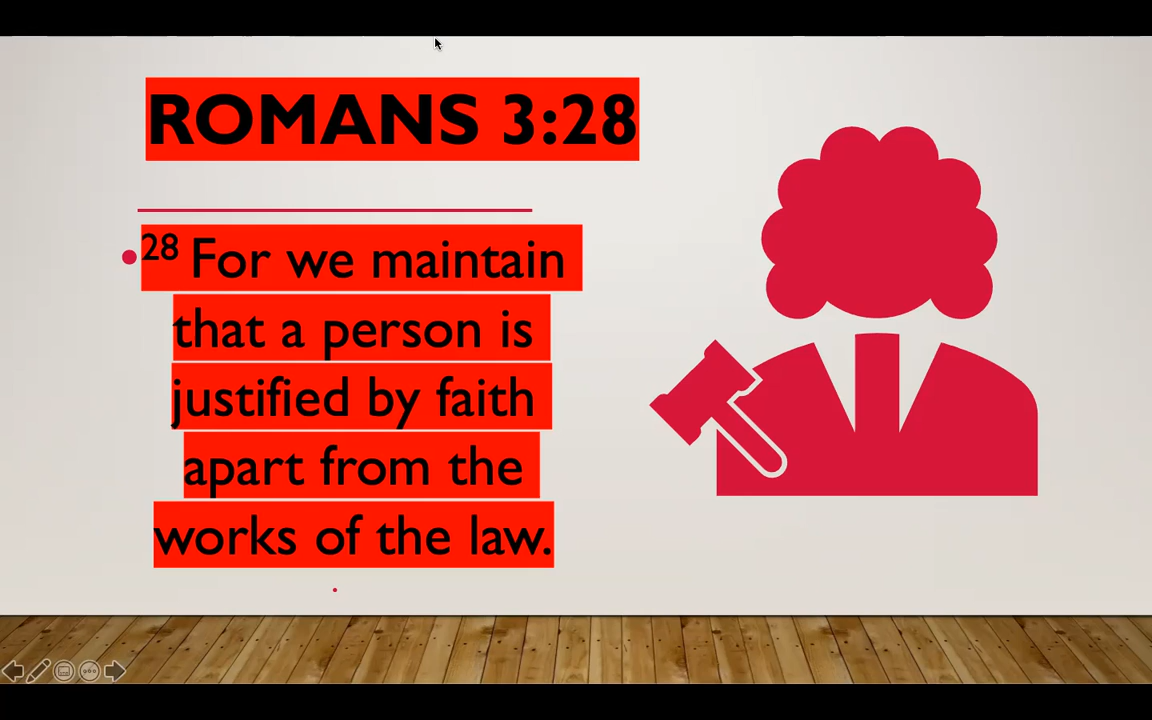 ROMANS 3:28
28 For we maintain
that a person is
justified by faith
apart from the
works of the law.